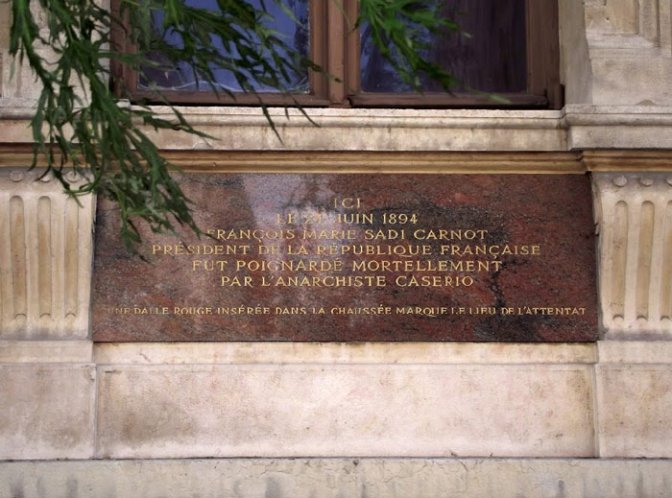 ICI
LE 24 JUIN 1894
FRANÇOIS MARIE SADI CARNOT
PRÉSIDENT DE LA RÉPUBLIQUE FRANÇAISE
FUT POIGNARDÉ MORTELLEMENT
PAR L'ANARCHISTE CASERIO
UNE DALLE ROUGE INSÉRÉE DANS LA CHAUSSÉE MARQUE LE LIEU DE L'ATTENTAT